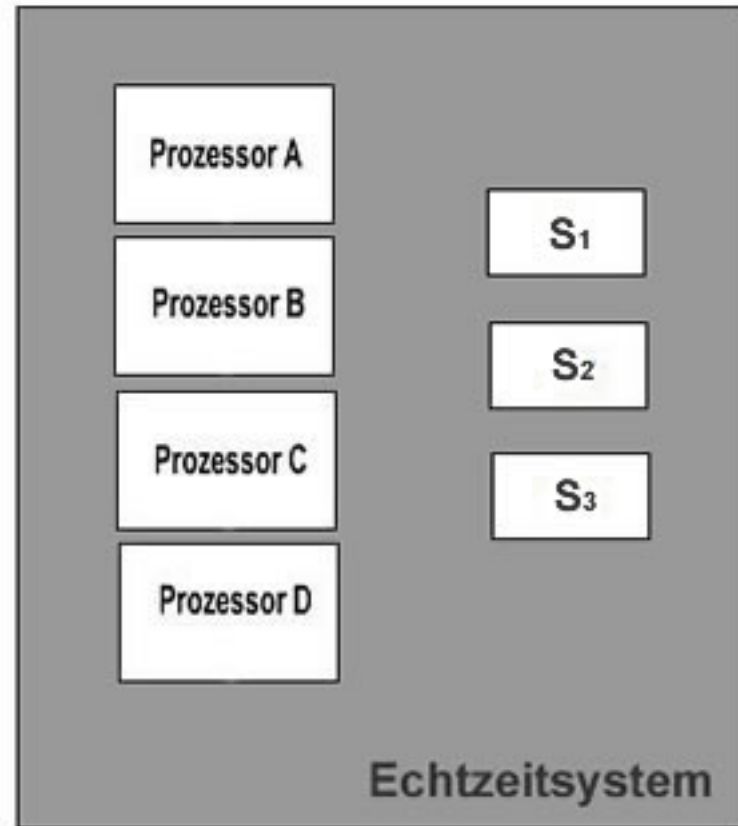 Prozessor A
Prozessor B
Prozessor C
Prozessor D
S1
S2
S3
Echtzeitsystem